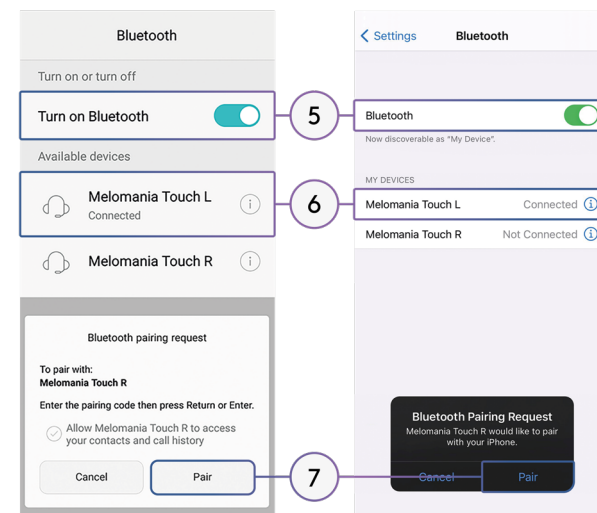 Bluetooth
Turn on or turn off
Turn on Bluetooth
Available devices
Melomania Touch L
Connected
Melomania Touch R
Bluetooth pairing request
To pair with:
Melomania Touch R
Enter the pairing code then press Return or Enter.
Allow Melomania Touch R to access
your contacts and call history
Cancel
Pair
5
6
7
Settings
Bluetooth
Bluetooth
Now discoverable as "My Device".
MY DEVICES
Melomania Touch L Connected
Melomania Touch R Not Connected
Bluetooth Pairing Request
Melomania Touch R would like to pair
with your iPhone.
Cancel
Pair